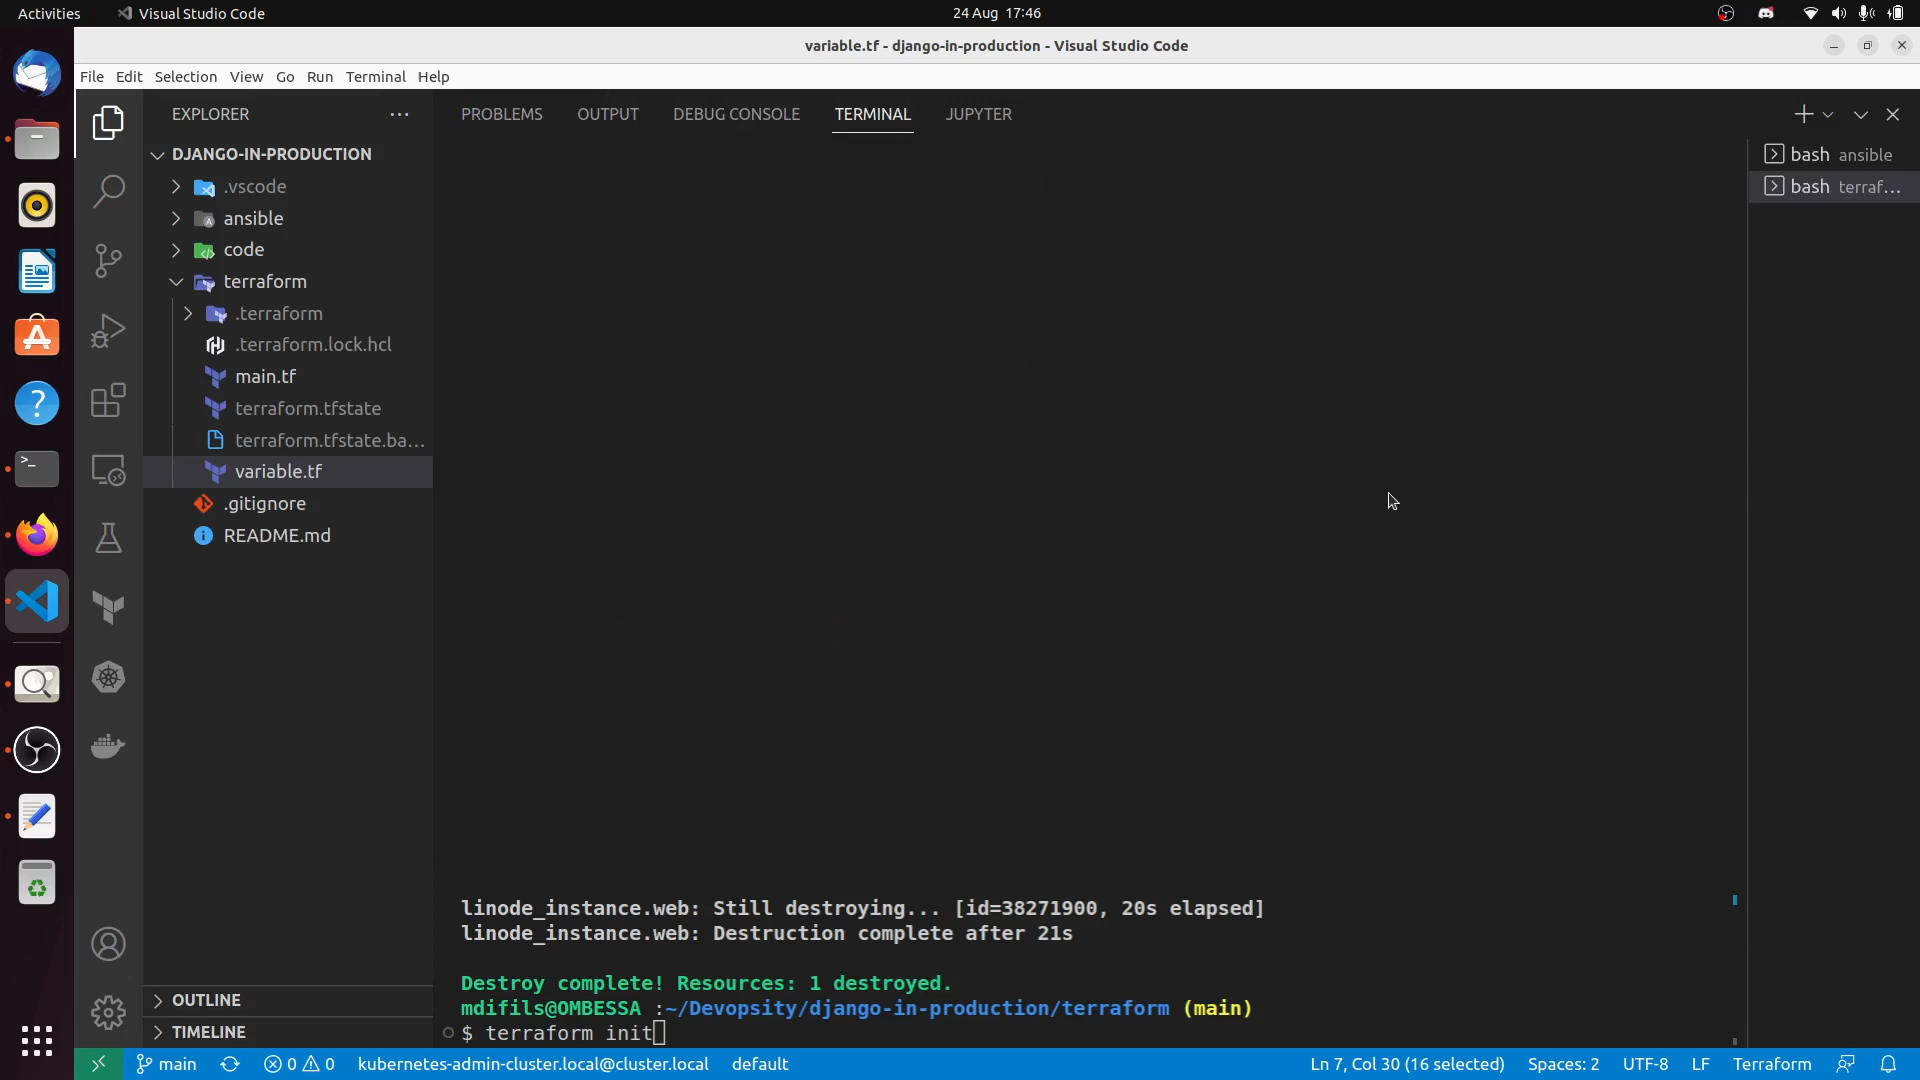 Activities
Visual Studio Code
24 Aug 17:46
variable.tf - django-in-production - Visual Studio Code
File Edit Selection View Go Run Terminal Help
EXPLORER
DJANGO-IN-PRODUCTION
.vscode
ansible
code
terraform
.terraform
.terraform.lock.hcl
main.tf
terraform.tfstate
terraform.tfstate.ba...
variable.tf
.gitignore
README.md
OUTLINE
TIMELINE
PROBLEMS OUTPUT DEBUG CONSOLE TERMINAL JUPYTER
bash ansible
bash terraf...
linode_instance.web: Still destroying... [id=38271900, 20s elapsed]
linode_instance.web: Destruction complete after 21s
Destroy complete! Resources: 1 destroyed.
mdifils@OMBESSA :~/Devopsity/django-in-production/terraform (main)
$ terraform init
main 0 0 kubernetes-admin-cluster.local@cluster.local default
Ln 7, Col 30 (16 selected) Spaces: 2 UTF-8 LF Terraform